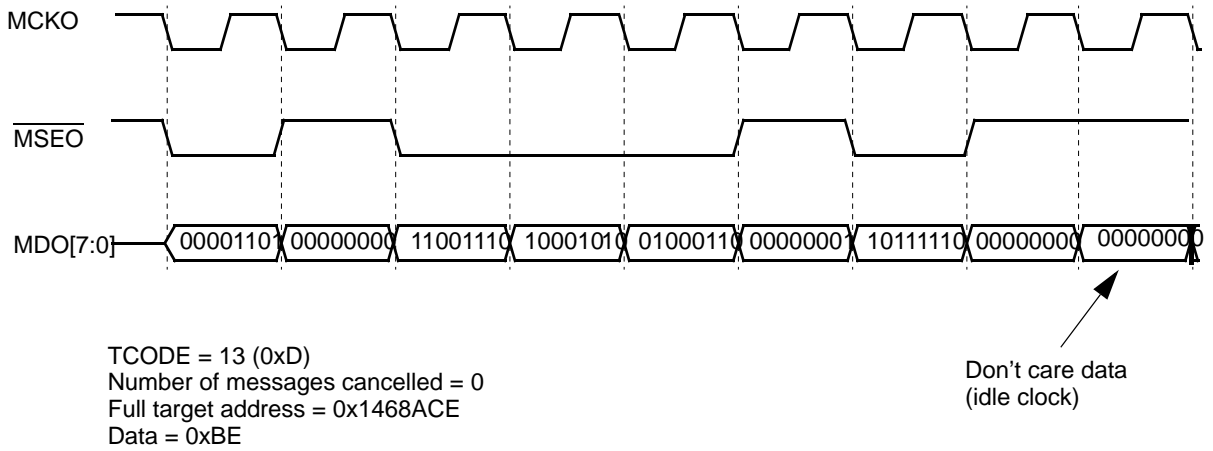 MCKO
MSEO
MDO[7:0] 00001101 00000000 11001110 10001010 01000110 00000001 10111110 00000000 00000000
TCODE = 13 (0xD)
Number of messages cancelled = 0
Full target address = 0x1468ACE
Data = 0xBE
Don't care data
(idle clock)